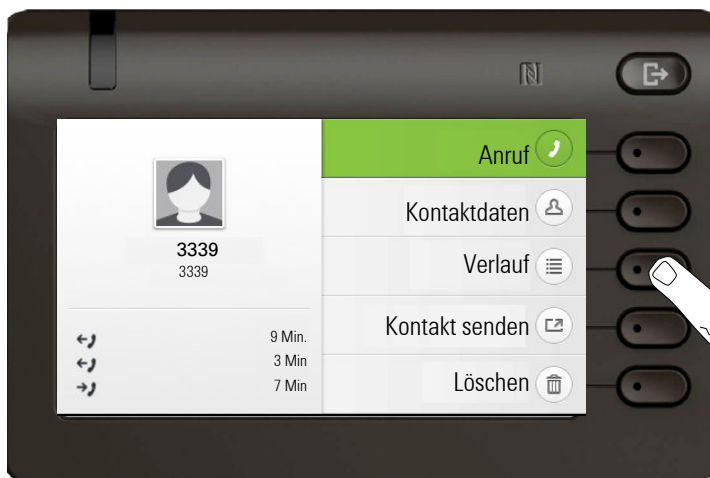 3339
3339
9 Min.
3 Min
7 Min
Anruf
Kontaktdaten
Verlauf
Kontakt senden
Löschen